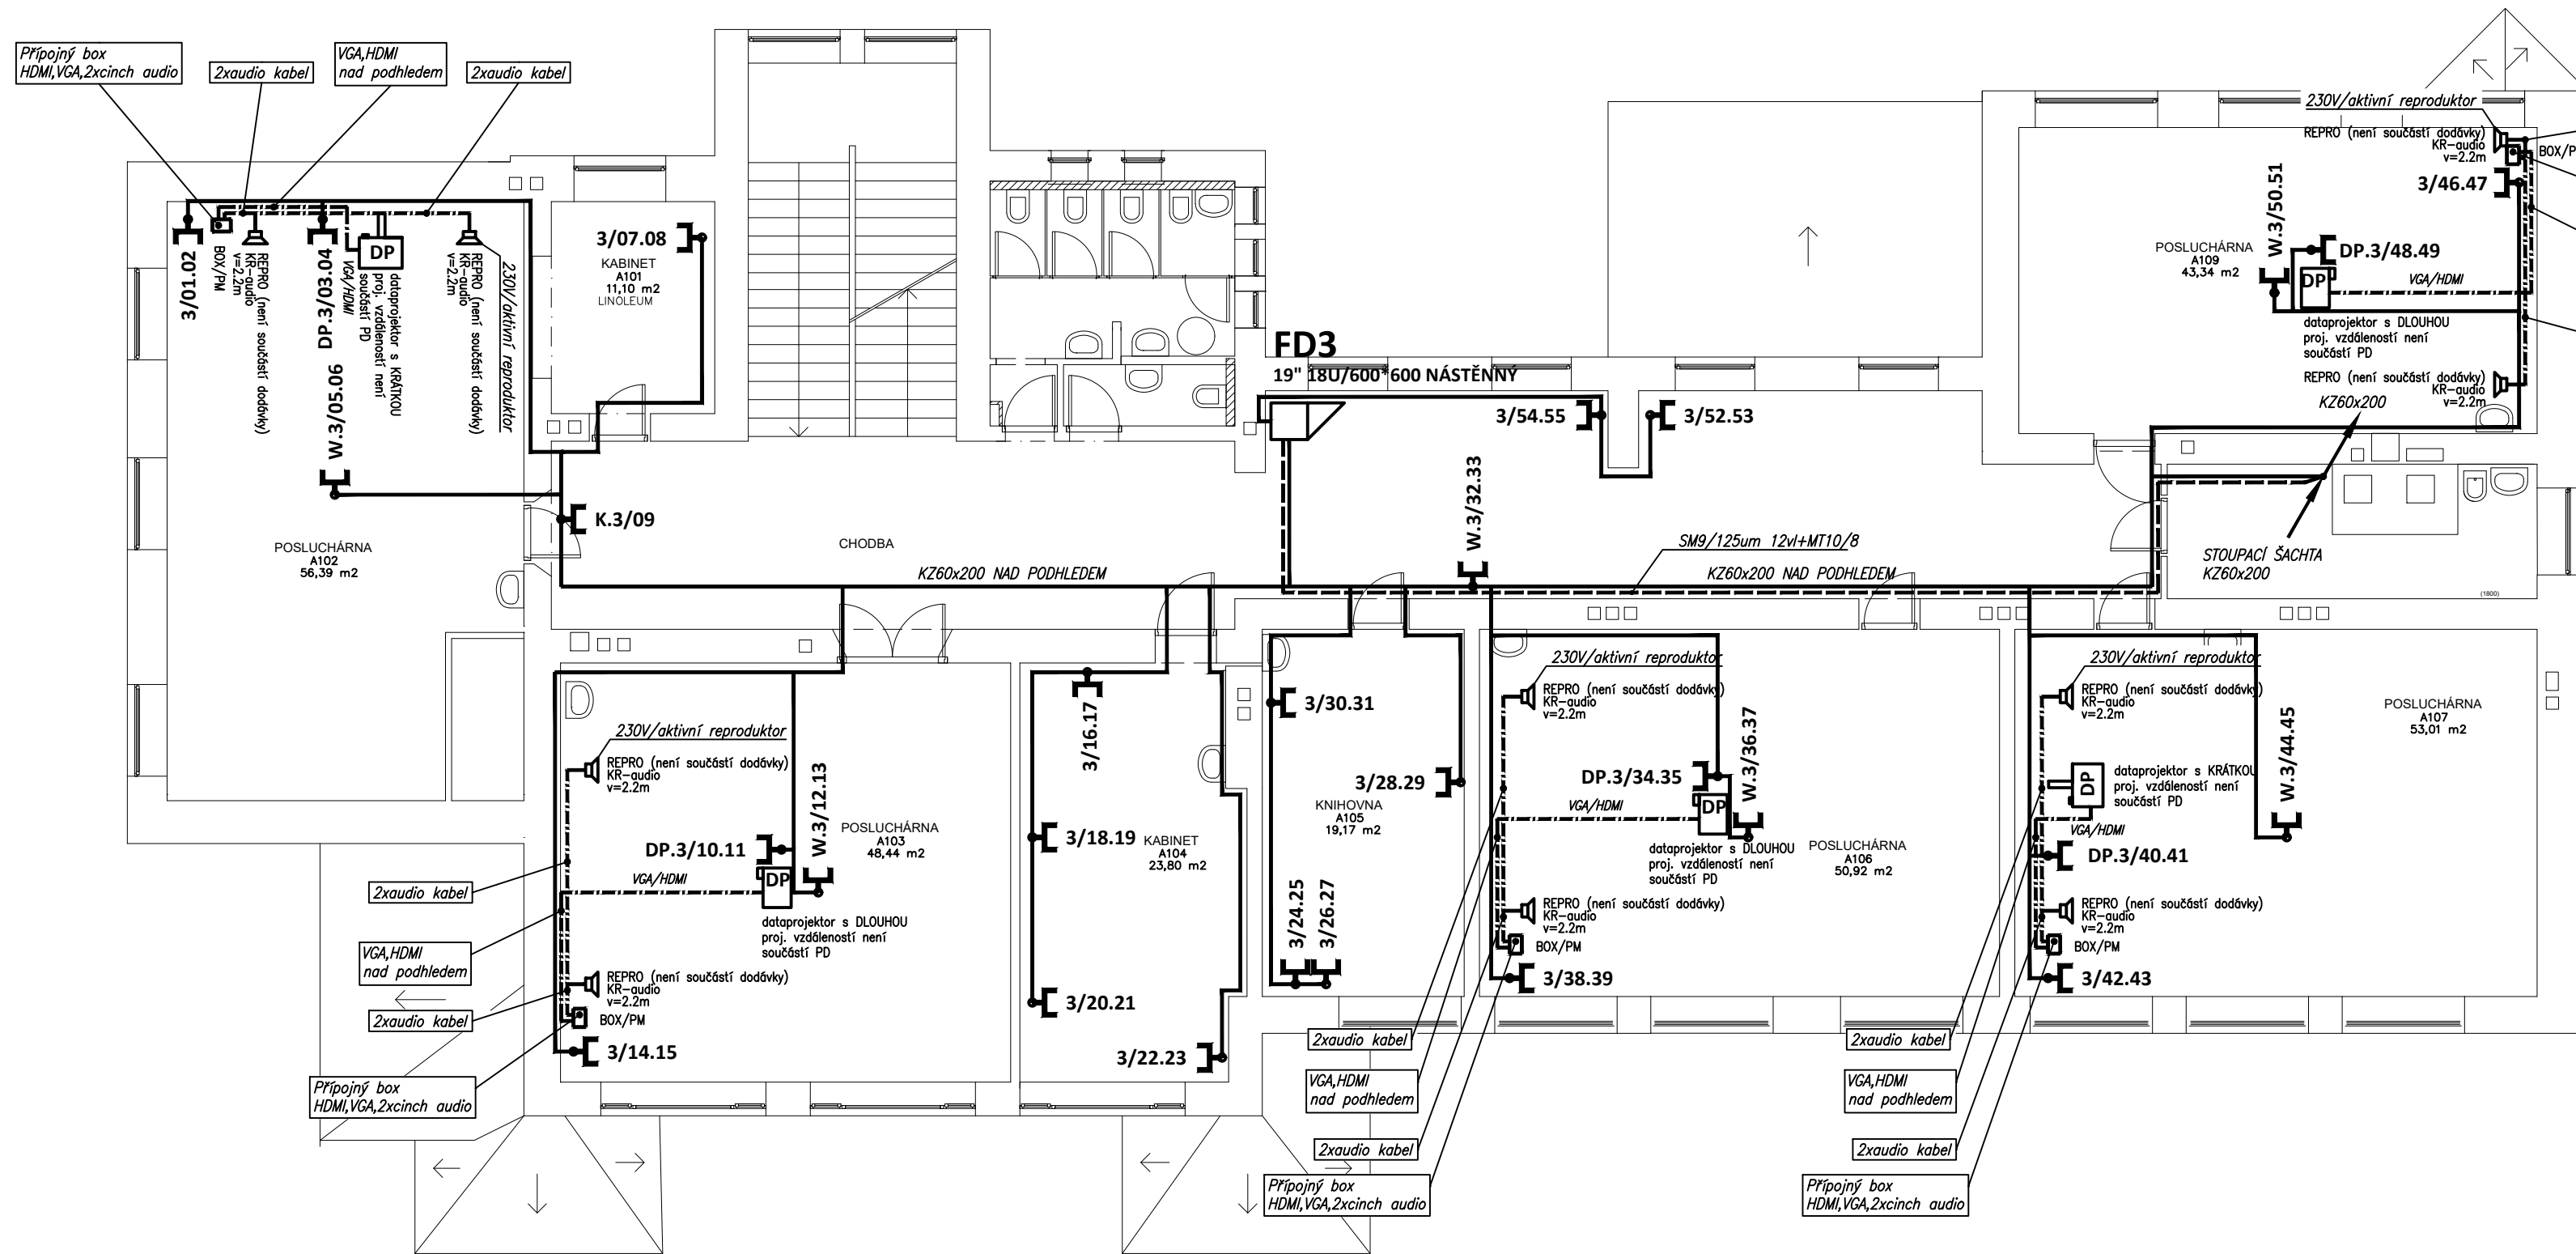 Přípojný box
HDMI,VGA,2xcinch audio
2xaudio kabel
VGA,HDMI
nad podhledem
2xaudio kabel
3/01.02
BOX/PM
REPRO (není součástí dodávky)
KR-audio
v=2.2m
DP.3/03.04
VGA/HDMI
DP
dataprojektor s KRÁTKOU
proj. vzdáleností není
součástí PD
REPRO (není součástí dodávky)
KR-audio
v=2.2m
230V/aktivní reproduktor
W.3/05.06
POSLUCHÁRNA
A102
56,39 m2
3/07.08
KABINET
A101
11,10 m2
LINOLEUM
K.3/09
CHODBA
KZ60x200 NAD PODHLEDEM
FD3
19" 18U/600*600 NÁSTĚNNÝ
3/54.55
3/52.53
W.3/32.33
SM9/125um 12vl+MT10/8
KZ60x200 NAD PODHLEDEM
230V/aktivní reproduktor
REPRO (není součástí dodávky)
KR-audio
v=2.2m
BOX/P
3/46.47
W.3/50.51
POSLUCHÁRNA
A109
43,34 m2
DP.3/48.49
DP
VGA/HDMI
dataprojektor s DLOUHOU
proj. vzdáleností není
součástí PD
REPRO (není součástí dodávky)
KR-audio
v=2.2m
KZ60x200
STOUPACÍ ŠACHTA
KZ60x200
(1800)
230V/aktivní reproduktor
REPRO (není součástí dodávky)
KR-audio
v=2.2m
DP.3/10.11
W.3/12.13
POSLUCHÁRNA
A103
48,44 m2
VGA/HDMI
DP
dataprojektor s DLOUHOU
proj. vzdáleností není
součástí PD
REPRO (není součástí dodávky)
KR-audio
v=2.2m
BOX/PM
3/14.15
2xaudio kabel
VGA,HDMI
nad podhledem
2xaudio kabel
Přípojný box
HDMI,VGA,2xcinch audio
3/16.17
3/18.19
KABINET
A104
23,80 m2
3/20.21
3/22.23
3/30.31
3/28.29
KNIHOVNA
A105
19,17 m2
3/24.25
3/26.27
230V/aktivní reproduktor
REPRO (není součástí dodávky)
KR-audio
v=2.2m
DP.3/34.35
W.3/36.37
VGA/HDMI
DP
dataprojektor s DLOUHOU
proj. vzdáleností není
součástí PD
POSLUCHÁRNA
A106
50,92 m2
REPRO (není součástí dodávky)
KR-audio
v=2.2m
BOX/PM
3/38.39
2xaudio kabel
VGA,HDMI
nad podhledem
2xaudio kabel
Přípojný box
HDMI,VGA,2xcinch audio
230V/aktivní reproduktor
REPRO (není součástí dodávky)
KR-audio
v=2.2m
POSLUCHÁRNA
A107
53,01 m2
DP
dataprojektor s KRÁTKOU
proj. vzdáleností není
součástí PD
VGA/HDMI
DP.3/40.41
W.3/44.45
REPRO (není součástí dodávky)
KR-audio
v=2.2m
BOX/PM
3/42.43
2xaudio kabel
VGA,HDMI
nad podhledem
2xaudio kabel
Přípojný box
HDMI,VGA,2xcinch audio